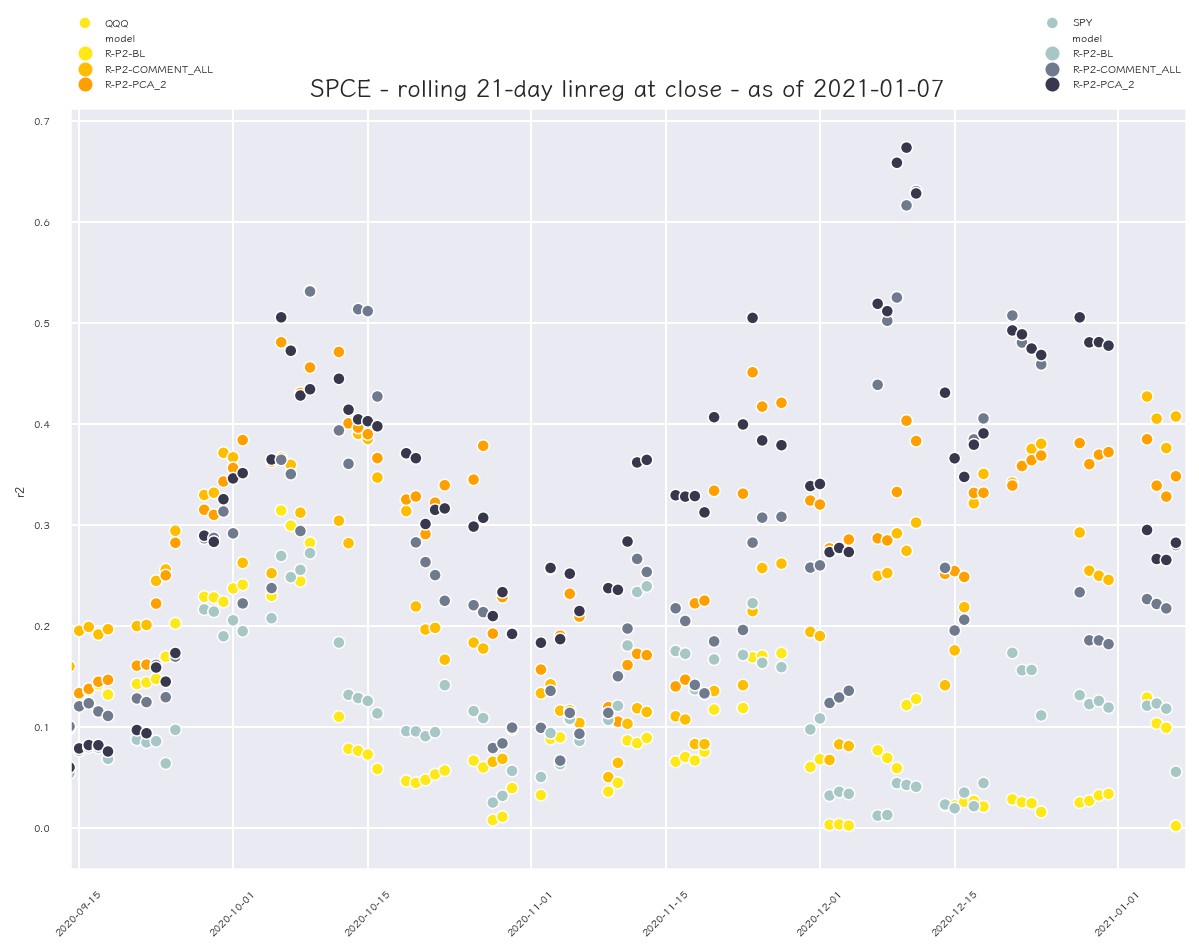 QQQ
model
R-P2-BL
R-P2-COMMENT_ALL
R-P2-PCA_2
SPY
model
R-P2-BL
R-P2-COMMENT_ALL
R-P2-PCA_2
SPCE - rolling 21-day linreg at close - as of 2021-01-07
0.7
0.6
0.5
0.4
0.3
0.2
0.1
0.0
r2
2020-09-15
2020-10-01
2020-10-15
2020-11-01
2020-11-15
2020-12-01
2020-12-15
2021-01-01